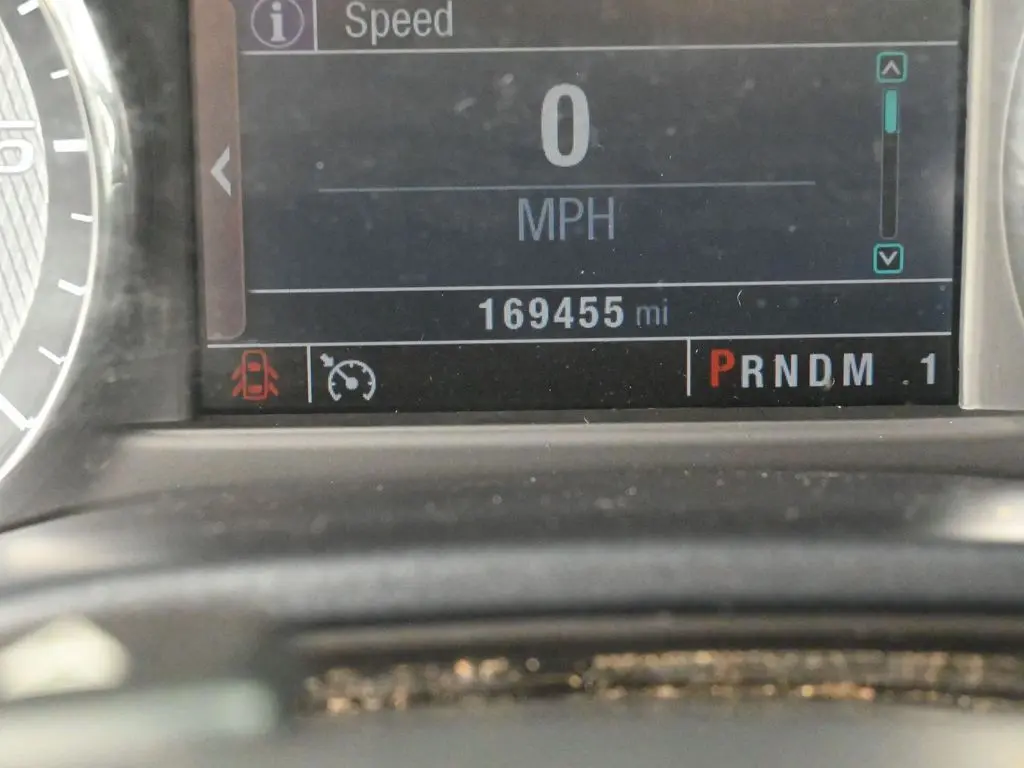 i Speed
0
MPH
169455 mi
PRNDM 1